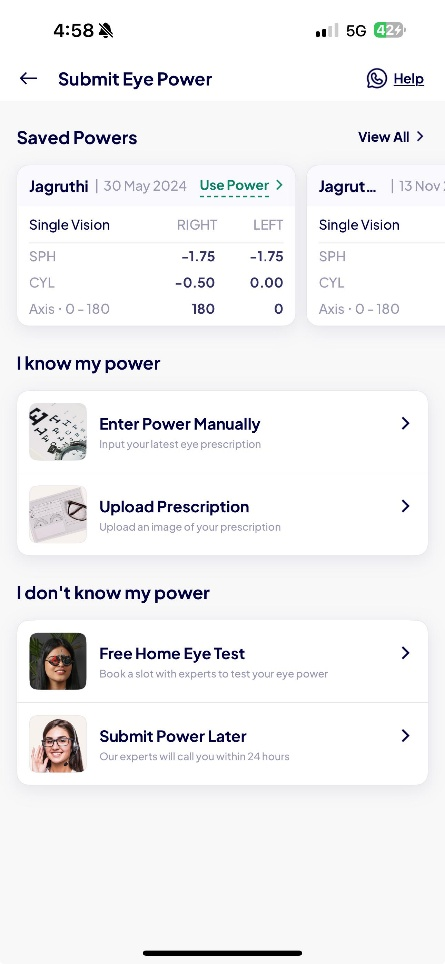 4:58 5G 42
Submit Eye Power Help
Saved Powers View All
Jagruthi | 30 May 2024 Use Power Jagrut... | 13 Nov
Single Vision RIGHT LEFT Single Vision
SPH -1.75 -1.75 SPH
CYL -0.50 0.00 CYL
Axis · 0 - 180 180 0 Axis · 0 - 180
I know my power
Enter Power Manually
Input your latest eye prescription
Upload Prescription
Upload an image of your prescription
I don't know my power
Free Home Eye Test
Book a slot with experts to test your eye power
Submit Power Later
Our experts will call you within 24 hours